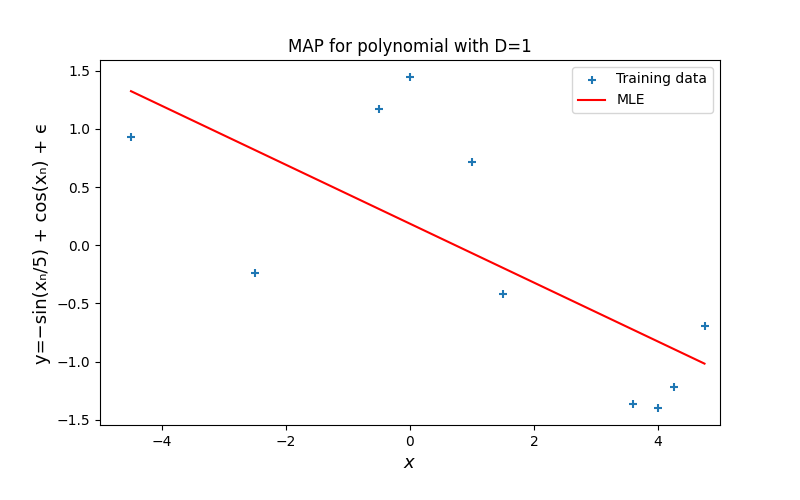 MAP for polynomial with D=1
Training data
MLE
y=−sin(xₙ/5) + cos(xₙ) + ϵ
1.5
1.0
0.5
0.0
−0.5
−1.0
−1.5
−4
−2
0
2
4
x